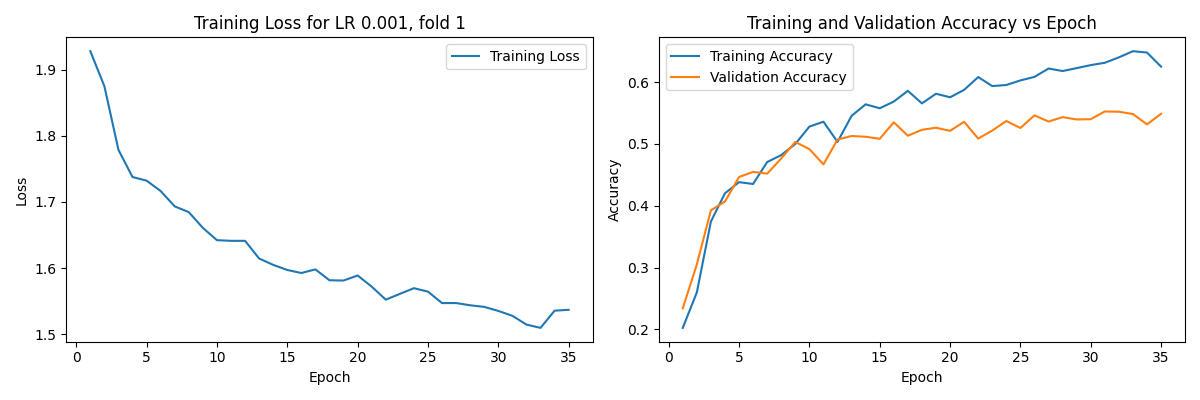 Training Loss for LR 0.001, fold 1
Training Loss
1.9
1.8
1.7
1.6
1.5
Loss
0 5 10 15 20 25 30 35
Epoch
Training and Validation Accuracy vs Epoch
Training Accuracy
Validation Accuracy
0.6
0.5
0.4
0.3
0.2
Accuracy
0 5 10 15 20 25 30 35
Epoch